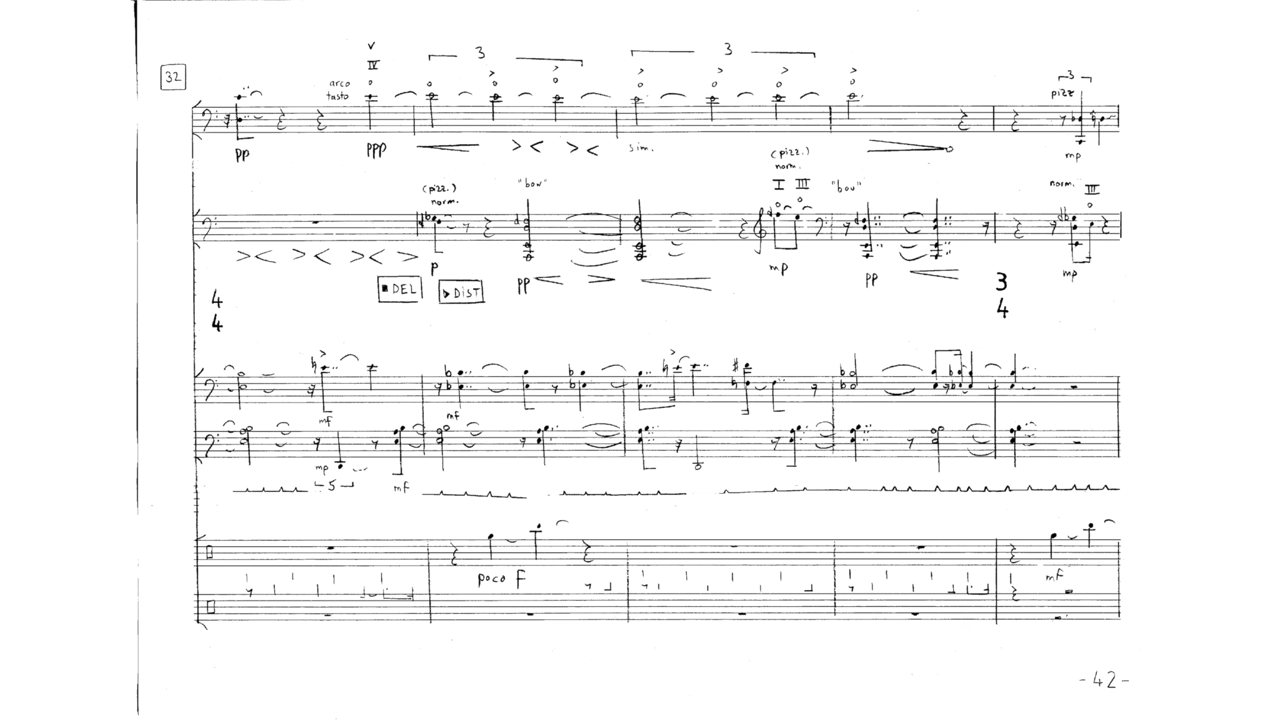 32
V
IV
arco
tasto
3
3
pizz
3
pp
ppp
sim.
mp
(pizz.)
norm.
"bow"
(pizz.)
norm.
I III
"bow"
norm.
III
p
pp
mp
pp
mp
■ DEL
▶ DIST
4
4
3
4
mf
mf
mp
5
mf
poco F
mf
-42-